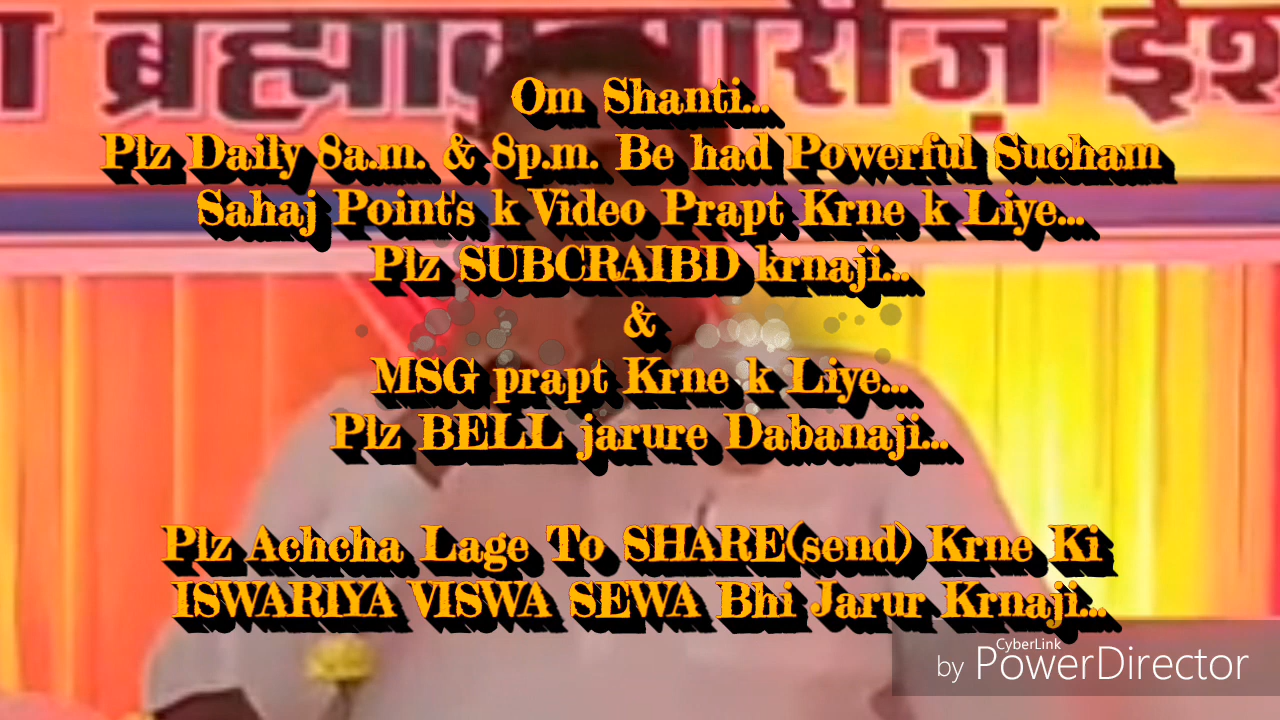 ब्रह्माकुमारीज़
Om Shanti...
Plz Daily 8a.m. & 8p.m. Be had Powerful Sucham
Sahaj Point's k Video Prapt Krne k Liye...
Plz SUBCRAIBD krnaji...
&
MSG prapt Krne k Liye...
Plz BELL jarure Dabanaji...
Plz Achcha Lage To SHARE(send) Krne Ki
ISWARIYA VISWA SEWA Bhi Jarur Krnaji...
by CyberLink PowerDirector